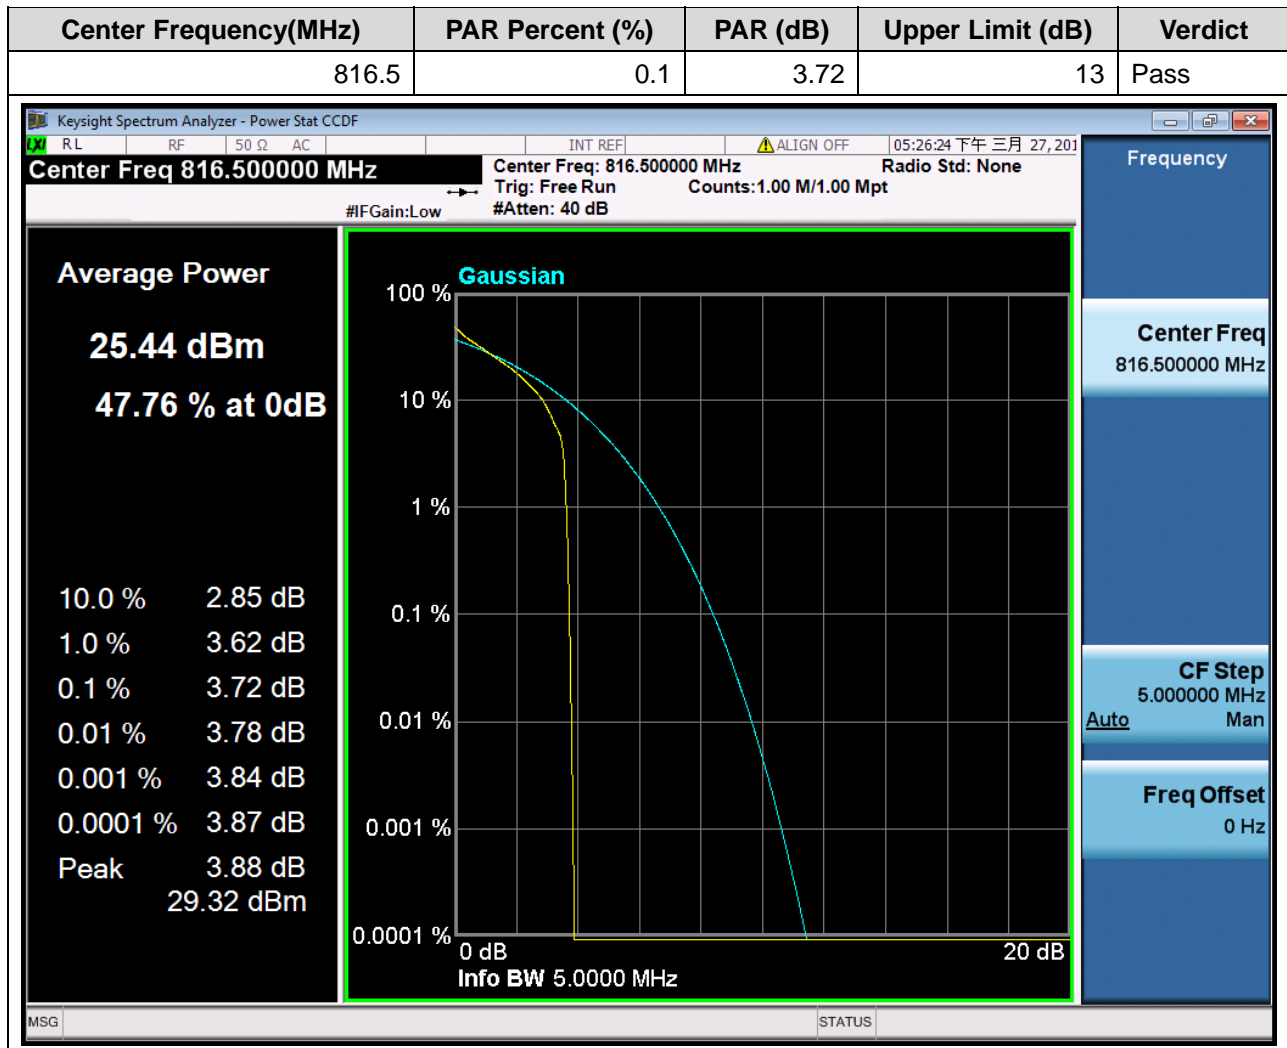 Center Frequency(MHz) PAR Percent (%) PAR (dB) Upper Limit (dB) Verdict
816.5 0.1 3.72 13 Pass
Keysight Spectrum Analyzer - Power Stat CCDF
LXI RL RF 50 Ω AC INT REF ALIGN OFF 05:26:24 下午 三月 27, 201
Center Freq 816.500000 MHz
Center Freq: 816.500000 MHz Radio Std: None
Trig: Free Run Counts:1.00 M/1.00 Mpt
#IFGain:Low #Atten: 40 dB
Average Power
25.44 dBm
47.76 % at 0dB
10.0 % 2.85 dB
1.0 % 3.62 dB
0.1 % 3.72 dB
0.01 % 3.78 dB
0.001 % 3.84 dB
0.0001 % 3.87 dB
Peak 3.88 dB
29.32 dBm
Gaussian
100 %
10 %
1 %
0.1 %
0.01 %
0.001 %
0.0001 %
0 dB 20 dB
Info BW 5.0000 MHz
Frequency
Center Freq
816.500000 MHz
CF Step
5.000000 MHz
Auto Man
Freq Offset
0 Hz
MSG STATUS